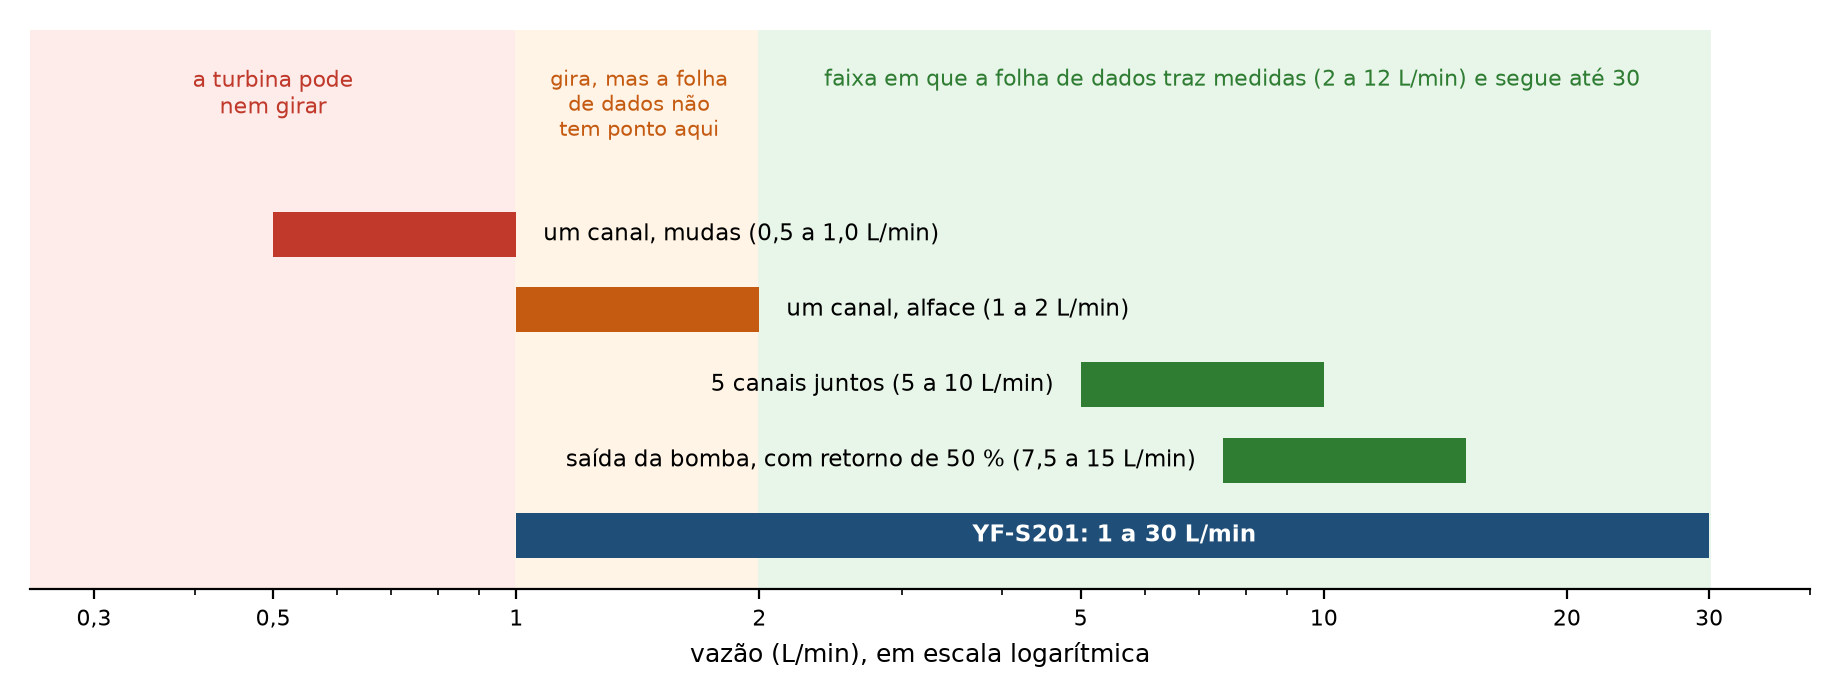 a turbina pode
nem girar
gira, mas a folha
de dados não
tem ponto aqui
faixa em que a folha de dados traz medidas (2 a 12 L/min) e segue até 30
um canal, mudas (0,5 a 1,0 L/min)
um canal, alface (1 a 2 L/min)
5 canais juntos (5 a 10 L/min)
saída da bomba, com retorno de 50 % (7,5 a 15 L/min)
YF-S201: 1 a 30 L/min
0,3 0,5 1 2 5 10 20 30
vazão (L/min), em escala logarítmica